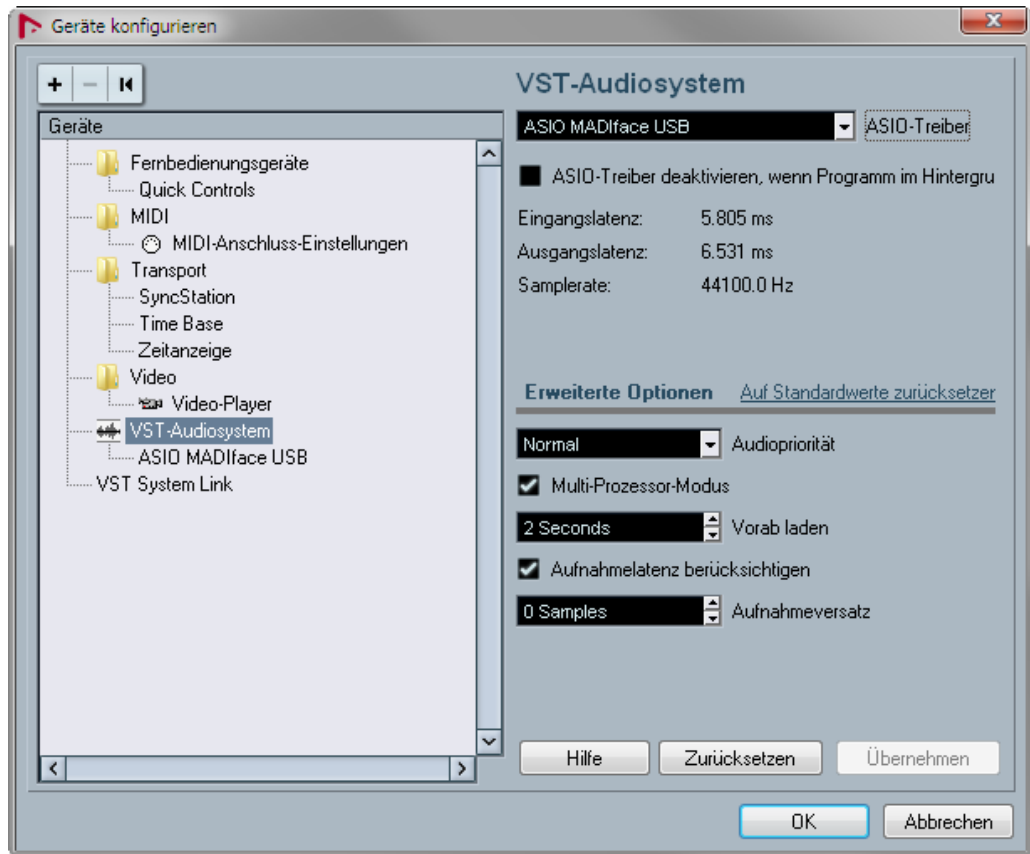 Geräte konfigurieren
Geräte
Fernbedienungsgeräte
Quick Controls
MIDI
MIDI-Anschluss-Einstellungen
Transport
SyncStation
Time Base
Zeitanzeige
Video
Video-Player
VST-Audiosystem
ASIO MADIface USB
VST System Link
VST-Audiosystem
ASIO MADIface USB ASIO-Treiber
ASIO-Treiber deaktivieren, wenn Programm im Hintergru
Eingangslatenz: 5.805 ms
Ausgangslatenz: 6.531 ms
Samplerate: 44100.0 Hz
Erweiterte Optionen Auf Standardwerte zurücksetzer
Normal Audiopriorität
Multi-Prozessor-Modus
2 Seconds Vorab laden
Aufnahmelatenz berücksichtigen
0 Samples Aufnahmeversatz
Hilfe Zurücksetzen Übernehmen
OK Abbrechen